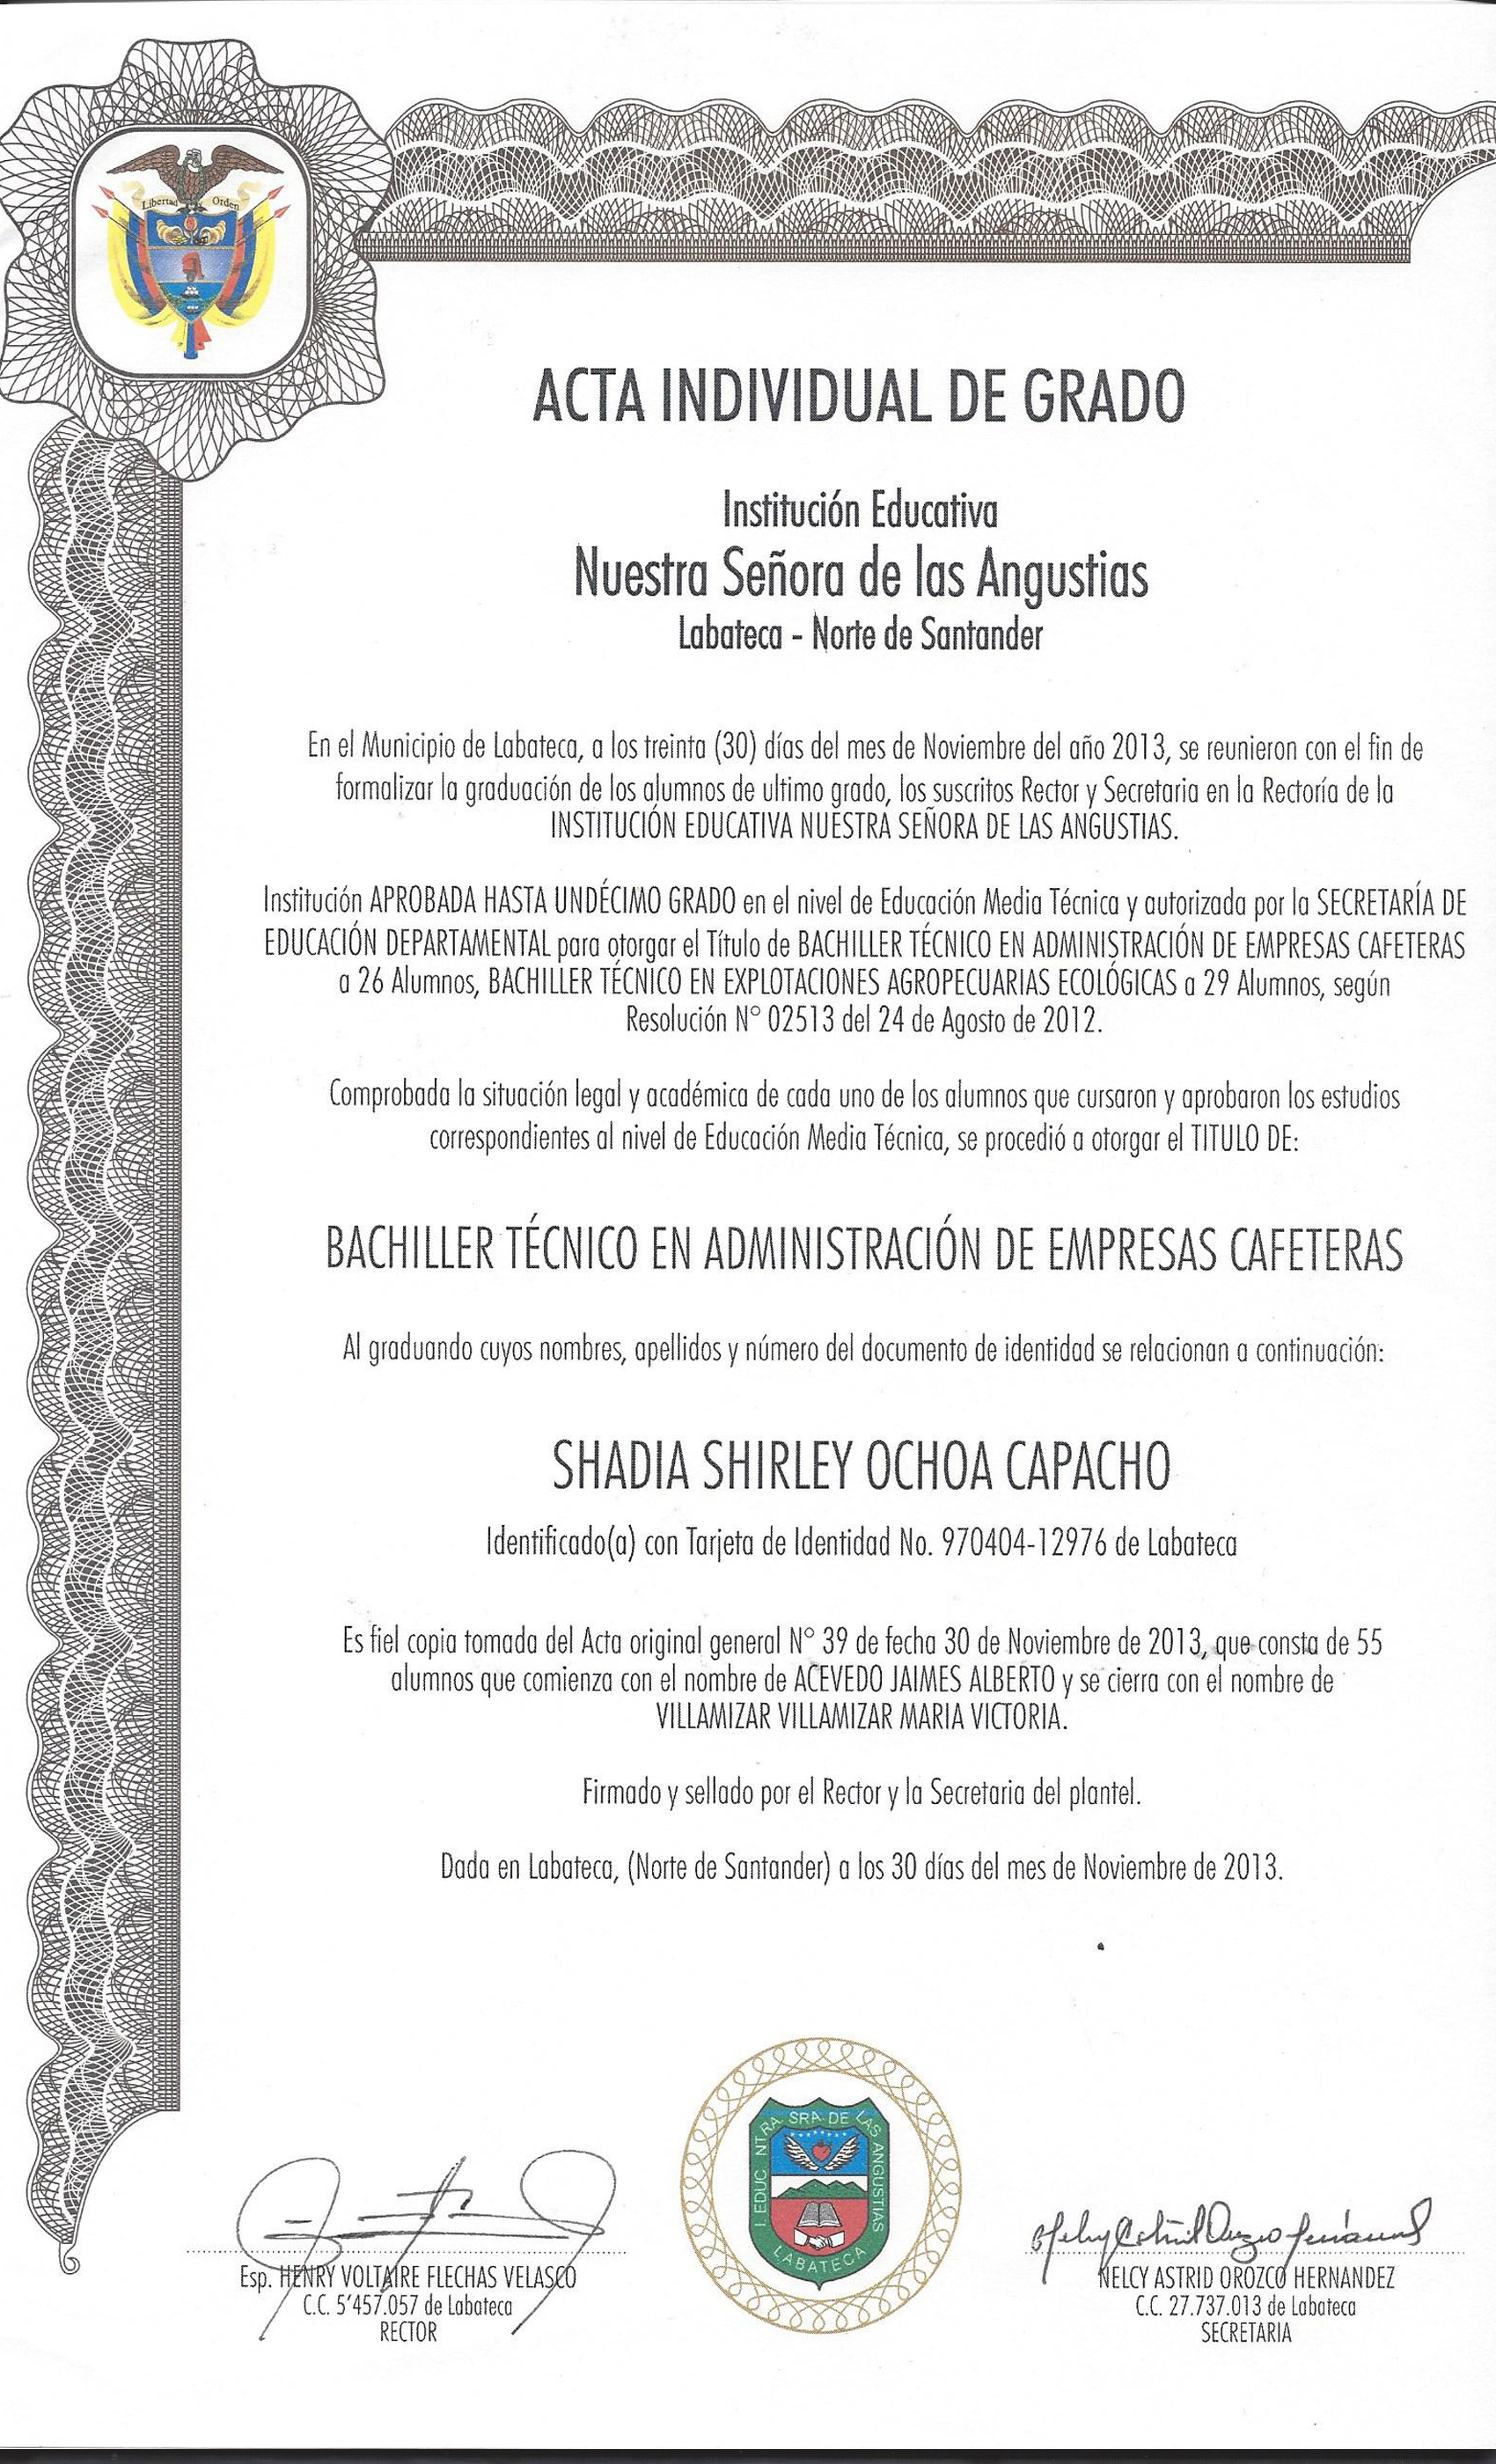 Libertad Orden
ACTA INDIVIDUAL DE GRADO
Institución Educativa
Nuestra Señora de las Angustias
Labateca - Norte de Santander
En el Municipio de Labateca, a los treinta (30) días del mes de Noviembre del año 2013, se reunieron con el fin de
formalizar la graduación de los alumnos de ultimo grado, los suscritos Rector y Secretaria en la Rectoría de la
INSTITUCIÓN EDUCATIVA NUESTRA SEÑORA DE LAS ANGUSTIAS.
Institución APROBADA HASTA UNDÉCIMO GRADO en el nivel de Educación Media Técnica y autorizada por la SECRETARÍA DE
EDUCACIÓN DEPARTAMENTAL para otorgar el Título de BACHILLER TÉCNICO EN ADMINISTRACIÓN DE EMPRESAS CAFETERAS
a 26 Alumnos, BACHILLER TÉCNICO EN EXPLOTACIONES AGROPECUARIAS ECOLÓGICAS a 29 Alumnos, según
Resolución N° 02513 del 24 de Agosto de 2012.
Comprobada la situación legal y académica de cada uno de los alumnos que cursaron y aprobaron los estudios
correspondientes al nivel de Educación Media Técnica, se procedió a otorgar el TITULO DE:
BACHILLER TÉCNICO EN ADMINISTRACIÓN DE EMPRESAS CAFETERAS
Al graduando cuyos nombres, apellidos y número del documento de identidad se relacionan a continuación:
SHADIA SHIRLEY OCHOA CAPACHO
Identificado(a) con Tarjeta de Identidad No. 970404-12976 de Labateca
Es fiel copia tomada del Acta original general N° 39 de fecha 30 de Noviembre de 2013, que consta de 55
alumnos que comienza con el nombre de ACEVEDO JAIMES ALBERTO y se cierra con el nombre de
VILLAMIZAR VILLAMIZAR MARIA VICTORIA.
Firmado y sellado por el Rector y la Secretaria del plantel.
Dada en Labateca, (Norte de Santander) a los 30 días del mes de Noviembre de 2013.
I. EDUC NTRA SRA DE LAS ANGUSTIAS
LABATECA
Esp. HENRY VOLTAIRE FLECHAS VELASCO
C.C. 5'457.057 de Labateca
RECTOR
NELCY ASTRID OROZCO HERNANDEZ
C.C. 27.737.013 de Labateca
SECRETARIA